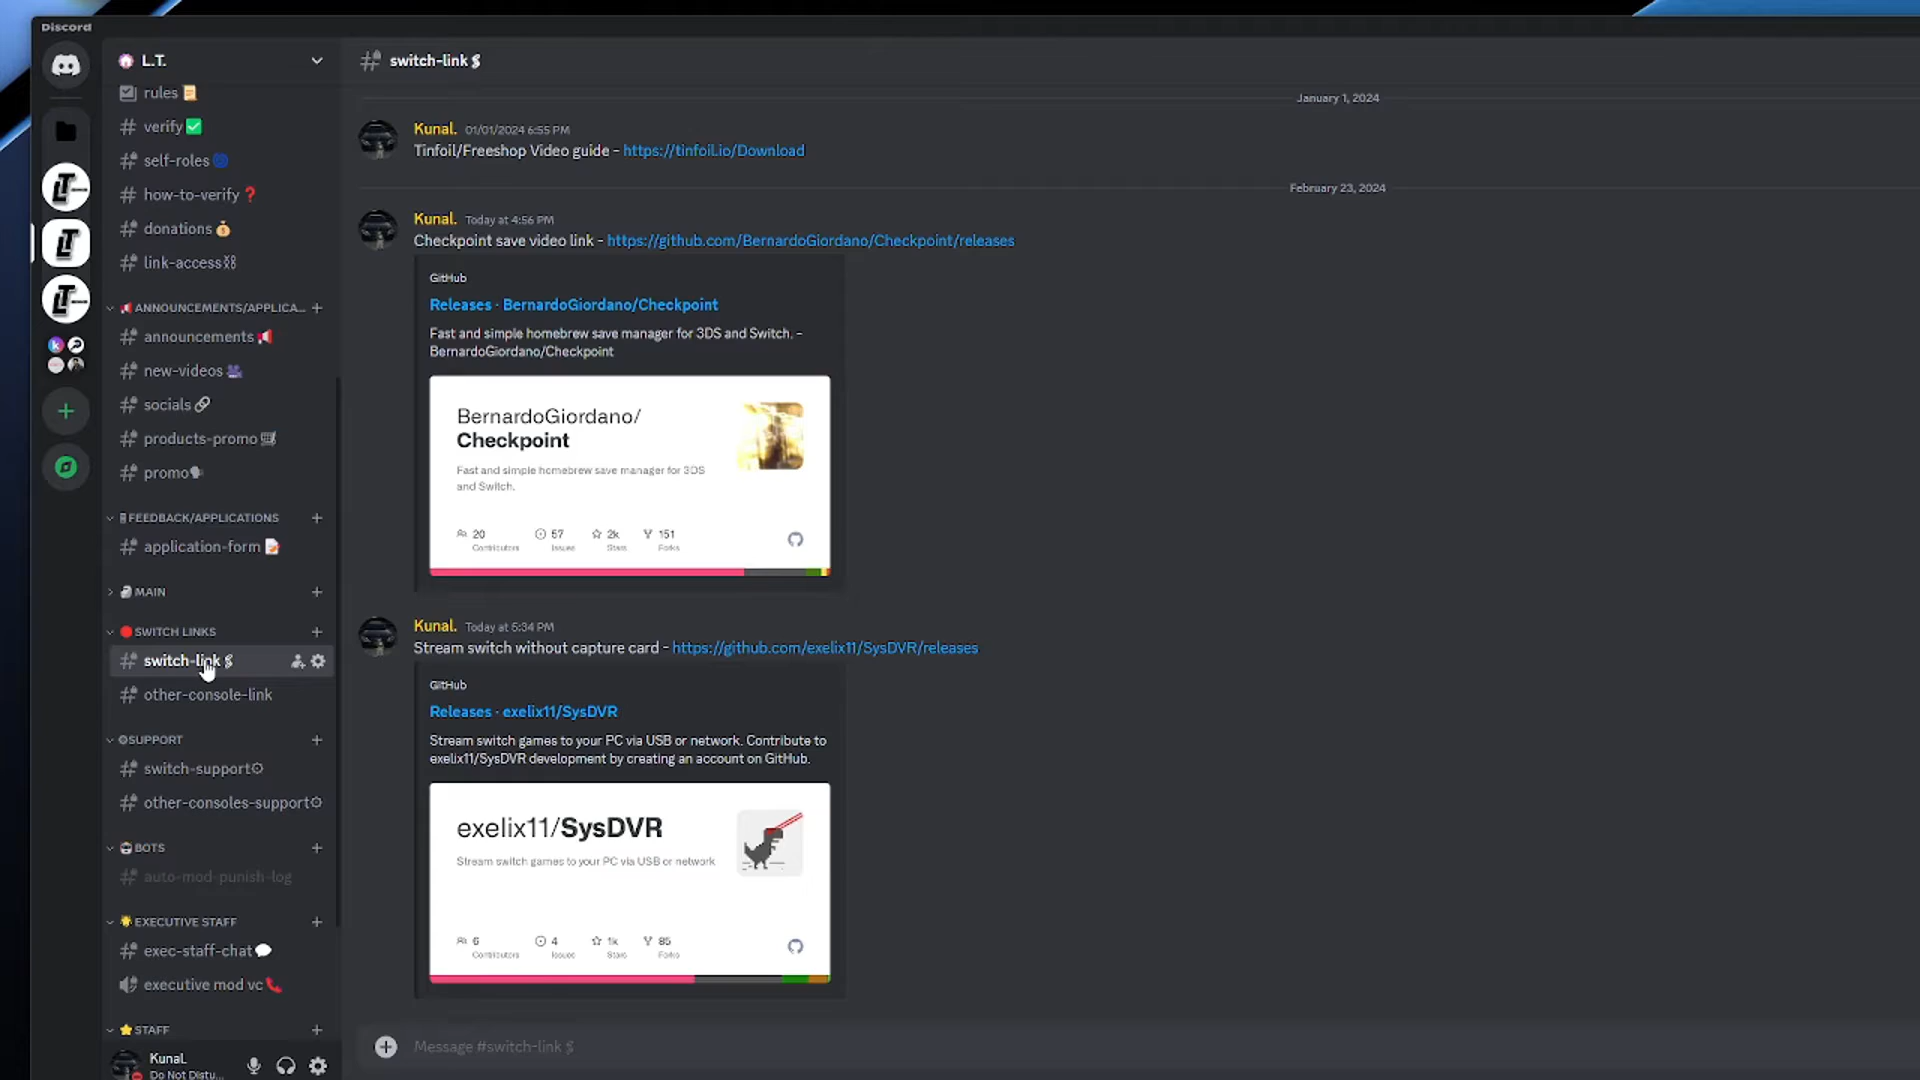 Discord
L.T.
rules
verify
self-roles
how-to-verify
donations
link-access
ANNOUNCEMENTS/APPLICA...
announcements
new-videos
socials
products-promo
promo
FEEDBACK/APPLICATIONS
application-form
MAIN
SWITCH LINKS
switch-link
other-console-link
SUPPORT
switch-support
other-consoles-support
BOTS
auto-mod-punish-log
EXECUTIVE STAFF
exec-staff-chat
executive mod vc
STAFF
Kunal.
Do Not Distu...
switch-link
January 1, 2024
Kunal. 01/01/2024 6:55 PM
Tinfoil/Freeshop Video guide - https://tinfoil.io/Download
February 23, 2024
Kunal. Today at 4:56 PM
Checkpoint save video link - https://github.com/BernardoGiordano/Checkpoint/releases
GitHub
Releases · BernardoGiordano/Checkpoint
Fast and simple homebrew save manager for 3DS and Switch. -
BernardoGiordano/Checkpoint
BernardoGiordano/
Checkpoint
Fast and simple homebrew save manager for 3DS
and Switch.
20 57 2k 151
Contributors Issues Stars Forks
Kunal. Today at 5:34 PM
Stream switch without capture card - https://github.com/exelix11/SysDVR/releases
GitHub
Releases · exelix11/SysDVR
Stream switch games to your PC via USB or network. Contribute to
exelix11/SysDVR development by creating an account on GitHub.
exelix11/SysDVR
Stream switch games to your PC via USB or network
6 4 1k 85
Contributors Issues Stars Forks
Message #switch-link